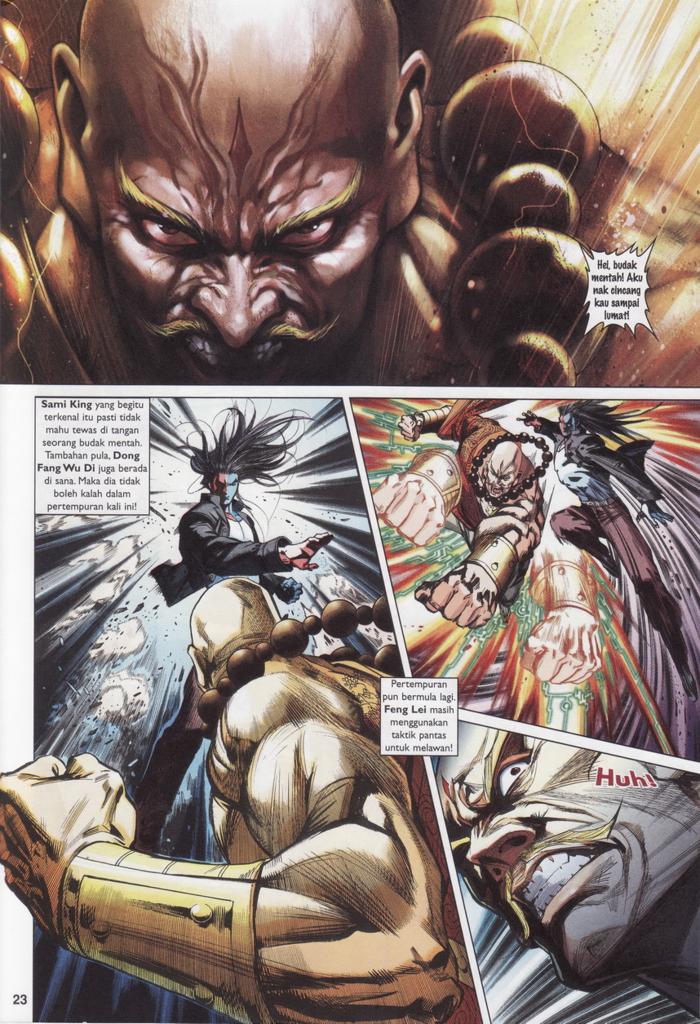 Hei, budak
mentah! Aku
nak cincang
kau sampai
lumat!
Sami King yang begitu
terkenal itu pasti tidak
mahu tewas di tangan
seorang budak mentah.
Tambahan pula, Dong
Fang Wu Di juga berada
di sana. Maka dia tidak
boleh kalah dalam
pertempuran kali ini!
Pertempuran
pun bermula lagi.
Feng Lei masih
menggunakan
taktik pantas
untuk melawan!
Huh!
23